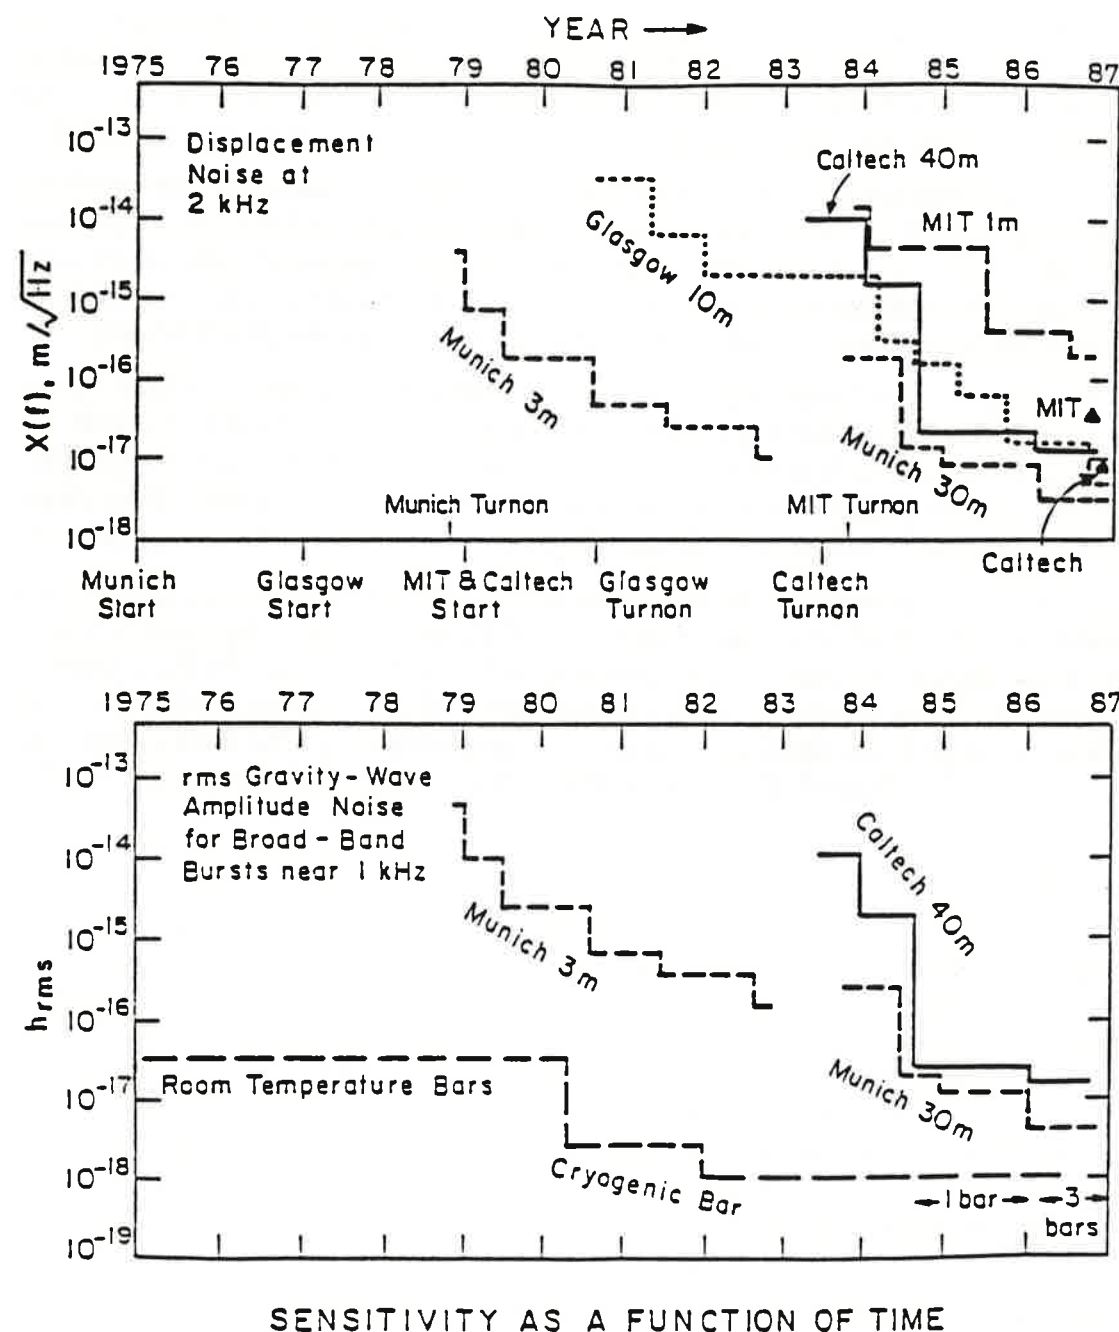 YEAR →
1975 76 77 78 79 80 81 82 83 84 85 86 87
10⁻¹³
10⁻¹⁴
10⁻¹⁵
10⁻¹⁶
10⁻¹⁷
10⁻¹⁸
X(f), m/√Hz
Displacement
Noise at
2 kHz
Munich 3m
Glasgow 10m
Caltech 40m
MIT 1m
Munich 30m
MIT ▲
Caltech
Munich Turnon
MIT Turnon
Munich
Start
Glasgow
Start
MIT & Caltech
Start
Glasgow
Turnon
Caltech
Turnon
1975 76 77 78 79 80 81 82 83 84 85 86 87
10⁻¹³
10⁻¹⁴
10⁻¹⁵
10⁻¹⁶
10⁻¹⁷
10⁻¹⁸
10⁻¹⁹
hrms
rms Gravity-Wave
Amplitude Noise
for Broad-Band
Bursts near 1 kHz
Munich 3m
Caltech 40m
Munich 30m
Room Temperature Bars
Cryogenic Bar
←1 bar→ ←3→
bars
SENSITIVITY AS A FUNCTION OF TIME